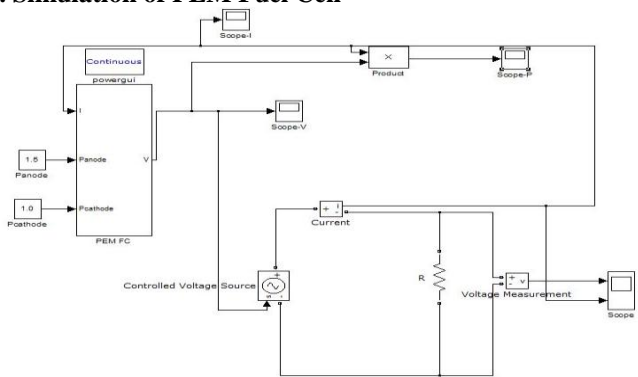 . Simulation of PEM Fuel Cell
Scope-I
Continuous
powergui
×
Product
Scope-P
I
Panode
Pcathode
V
PEM FC
1.5
Panode
1.0
Pcathode
Scope-V
+
i
-
Current
Controlled Voltage Source
+
s
-
R
+
-
v
Voltage Measurement
Scope